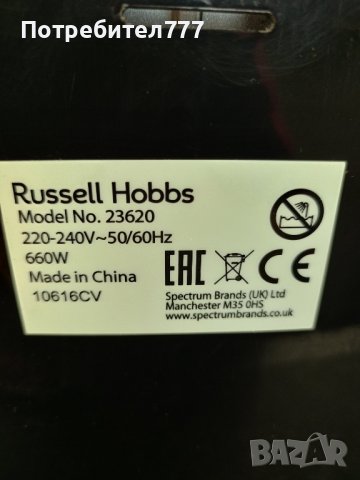 Потребител777
Russell Hobbs
Model No. 23620
220-240V~50/60Hz
660W
Made in China
10616CV
EAC CE
Spectrum Brands (UK) Ltd
Manchester M35 0HS
www.spectrumbrands.co.uk
BAZAR